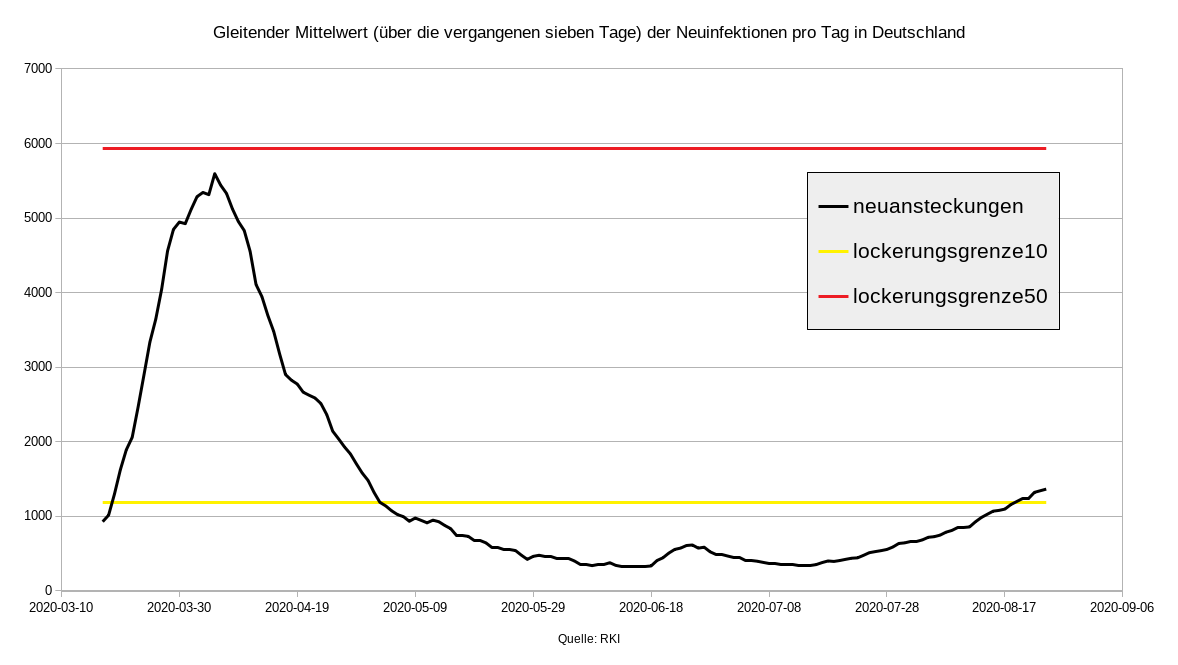 Gleitender Mittelwert (über die vergangenen sieben Tage) der Neuinfektionen pro Tag in Deutschland
7000
6000
5000
4000
3000
2000
1000
0
neuansteckungen
lockerungsgrenze10
lockerungsgrenze50
2020-03-10 2020-03-30 2020-04-19 2020-05-09 2020-05-29 2020-06-18 2020-07-08 2020-07-28 2020-08-17 2020-09-06
Quelle: RKI